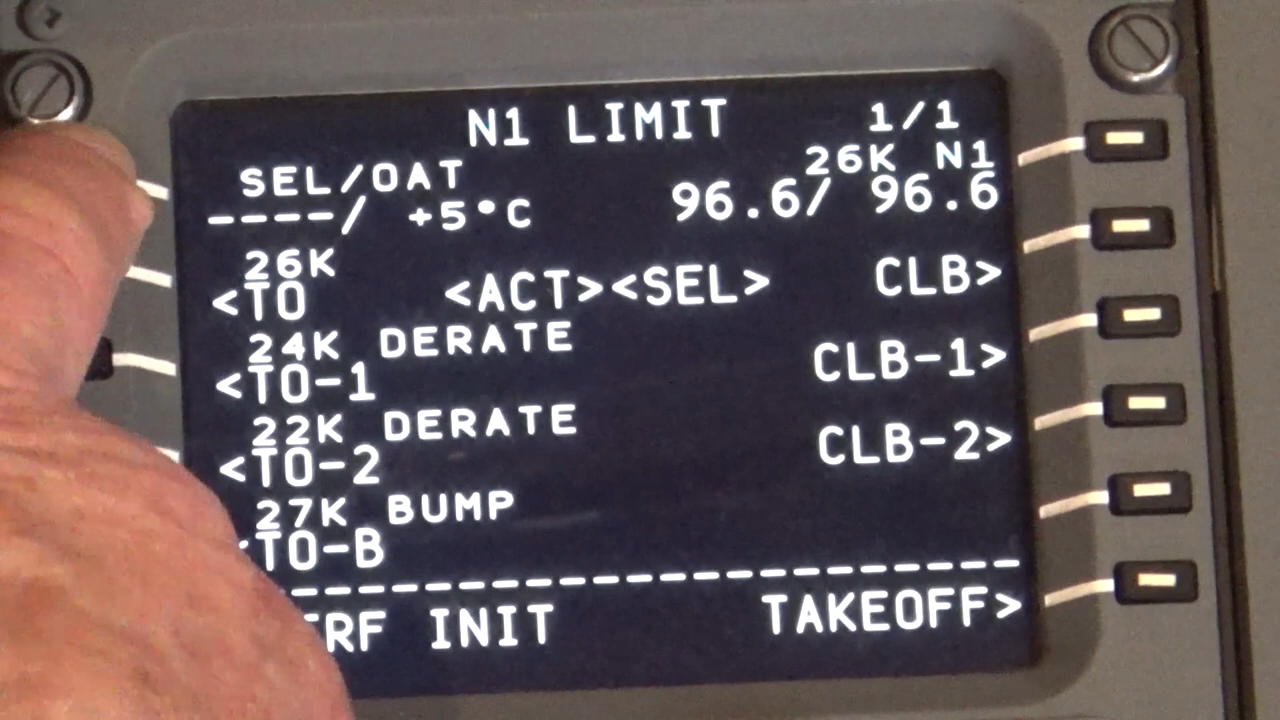 N1 LIMIT 1/1
SEL/OAT 26K N1
----/ +5°C 96.6/ 96.6
26K
<TO <ACT><SEL> CLB>
24K DERATE
<TO-1 CLB-1>
22K DERATE
<TO-2 CLB-2>
27K BUMP
<TO-B
------------------------
RF INIT TAKEOFF>